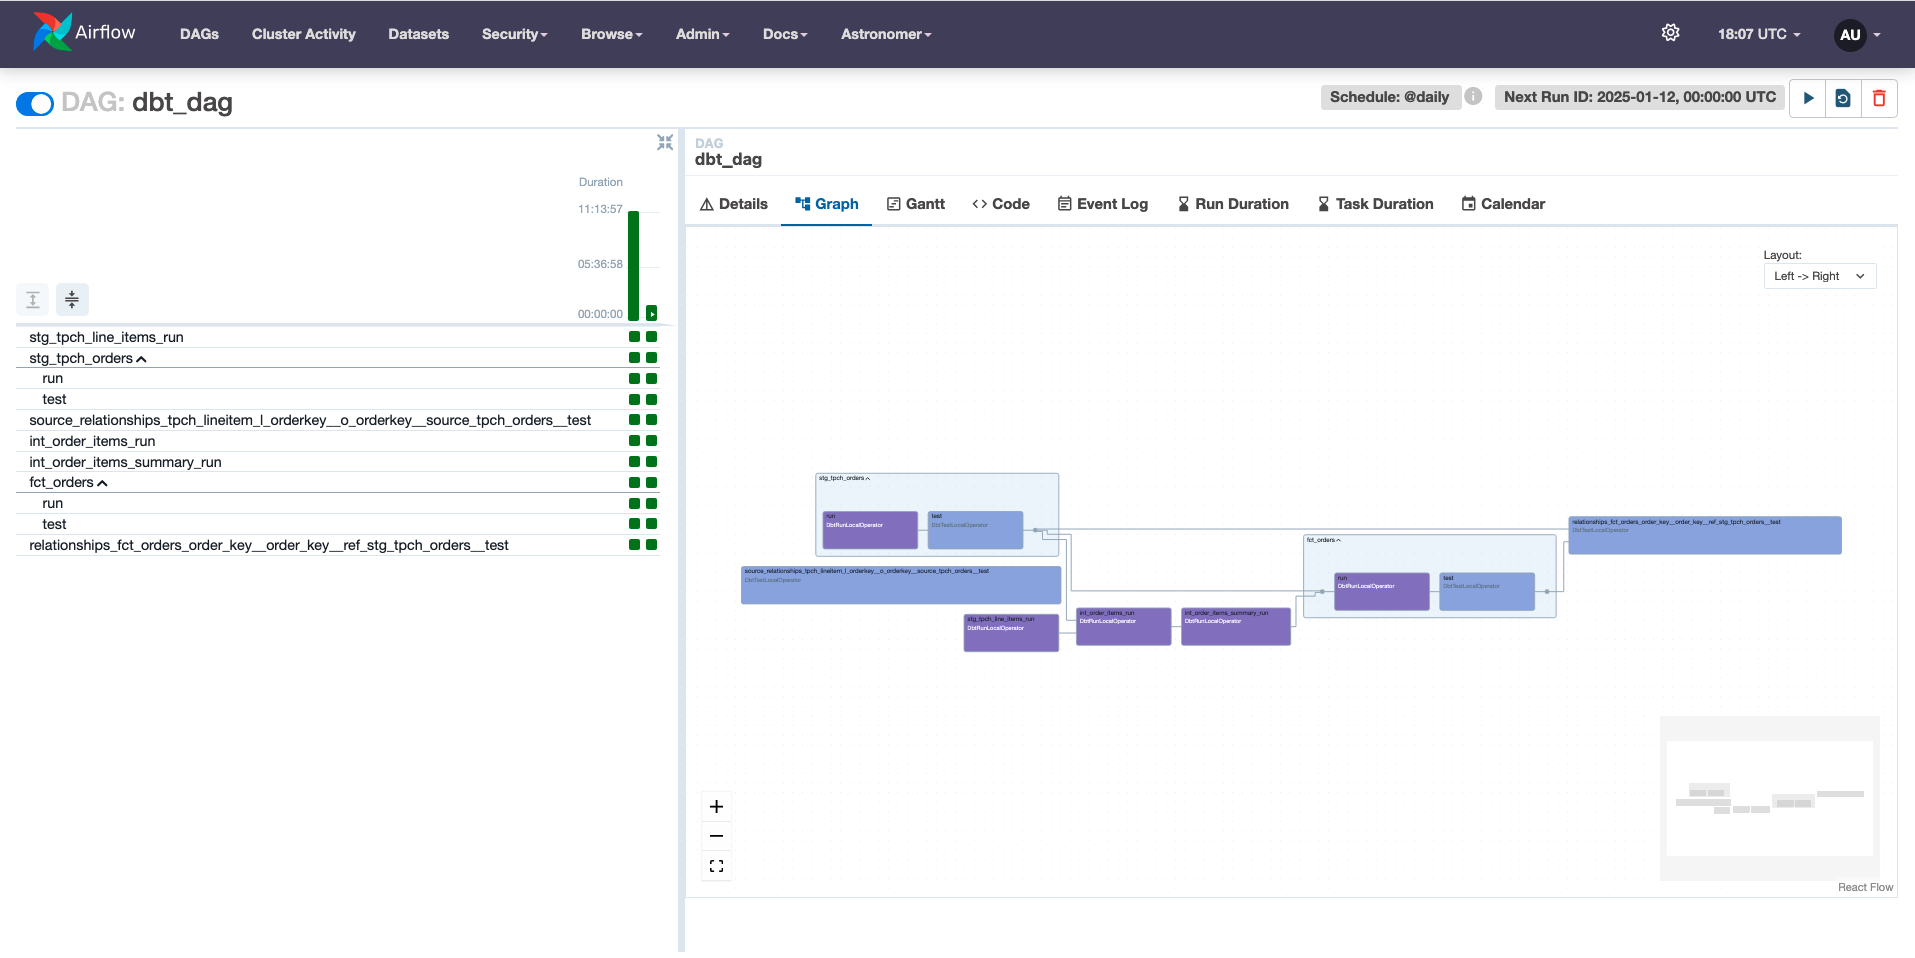 Airflow DAGs Cluster Activity Datasets Security Browse Admin Docs Astronomer 18:07 UTC AU
DAG: dbt_dag
Schedule: @daily Next Run ID: 2025-01-12, 00:00:00 UTC
Duration
11:13:57
05:36:58
00:00:00
stg_tpch_line_items_run
stg_tpch_orders
run
test
source_relationships_tpch_lineitem_l_orderkey__o_orderkey__source_tpch_orders__test
int_order_items_run
int_order_items_summary_run
fct_orders
run
test
relationships_fct_orders_order_key__order_key__ref_stg_tpch_orders__test
DAG
dbt_dag
Details Graph Gantt Code Event Log Run Duration Task Duration Calendar
Layout:
Left -> Right
stg_tpch_orders
run
DbtRunLocalOperator
test
DbtTestLocalOperator
source_relationships_tpch_lineitem_l_orderkey__o_orderkey__source_tpch_orders__test
DbtTestLocalOperator
stg_tpch_line_items_run
DbtRunLocalOperator
int_order_items_run
DbtRunLocalOperator
int_order_items_summary_run
DbtRunLocalOperator
fct_orders
run
DbtRunLocalOperator
test
DbtTestLocalOperator
relationships_fct_orders_order_key__order_key__ref_stg_tpch_orders__test
DbtTestLocalOperator
React Flow